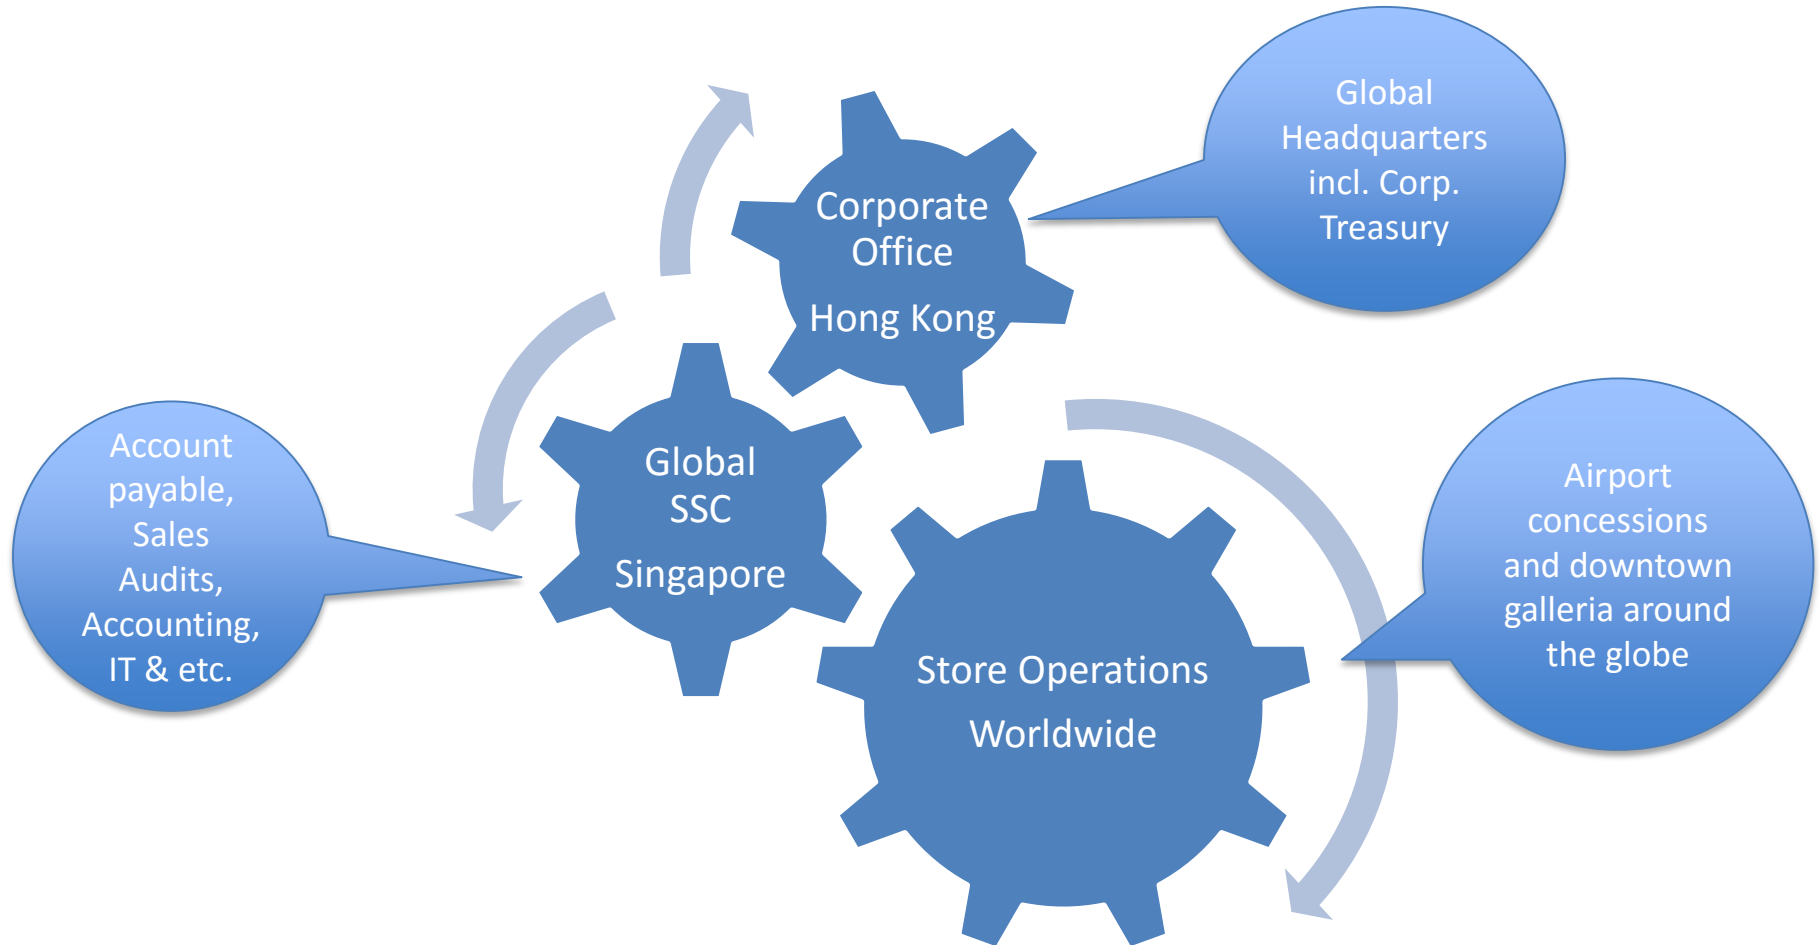 Global
Headquarters
incl. Corp.
Treasury
Corporate
Office
Hong Kong
Account
payable,
Sales
Audits,
Accounting,
IT & etc.
Global
SSC
Singapore
Airport
concessions
and downtown
galleria around
the globe
Store Operations
Worldwide